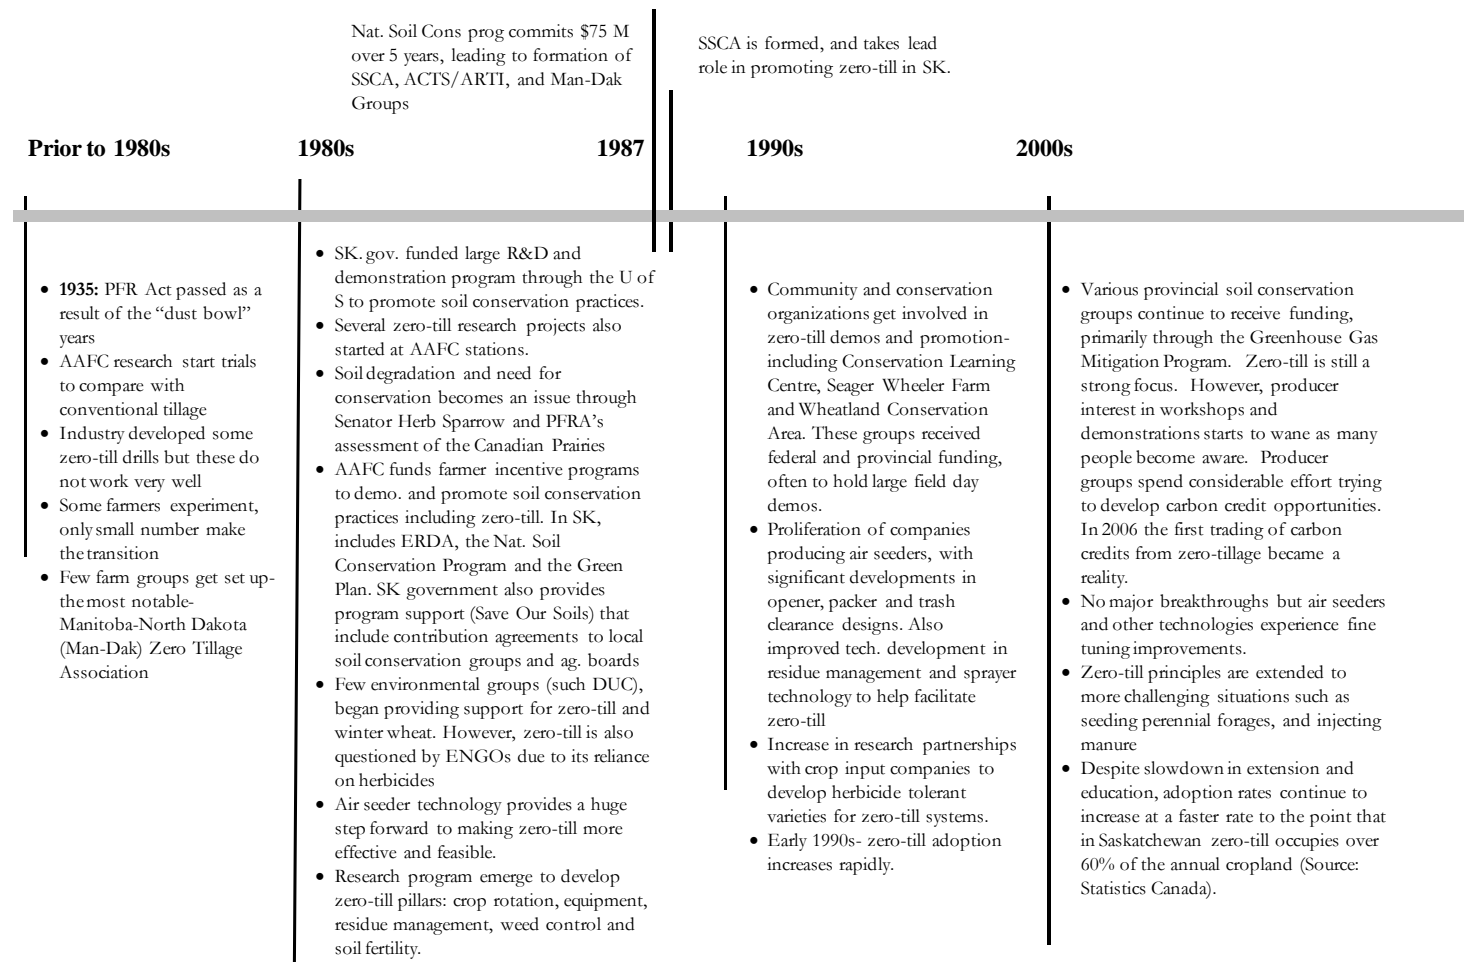 Nat. Soil Cons prog commits $75 M
over 5 years, leading to formation of
SSCA, ACTS/ARTI, and Man-Dak
Groups
SSCA is formed, and takes lead
role in promoting zero-till in SK.
Prior to 1980s
1980s
1987
1990s
2000s
• 1935: PFR Act passed as a
result of the “dust bowl”
years
• AAFC research start trials
to compare with
conventional tillage
• Industry developed some
zero-till drills but these do
not work very well
• Some farmers experiment,
only small number make
the transition
• Few farm groups get set up-
the most notable-
Manitoba-North Dakota
(Man-Dak) Zero Tillage
Association
• SK. gov. funded large R&D and
demonstration program through the U of
S to promote soil conservation practices.
• Several zero-till research projects also
started at AAFC stations.
• Soil degradation and need for
conservation becomes an issue through
Senator Herb Sparrow and PFRA’s
assessment of the Canadian Prairies
• AAFC funds farmer incentive programs
to demo. and promote soil conservation
practices including zero-till. In SK,
includes ERDA, the Nat. Soil
Conservation Program and the Green
Plan. SK government also provides
program support (Save Our Soils) that
include contribution agreements to local
soil conservation groups and ag. boards
• Few environmental groups (such DUC),
began providing support for zero-till and
winter wheat. However, zero-till is also
questioned by ENGOs due to its reliance
on herbicides
• Air seeder technology provides a huge
step forward to making zero-till more
effective and feasible.
• Research program emerge to develop
zero-till pillars: crop rotation, equipment,
residue management, weed control and
soil fertility.
• Community and conservation
organizations get involved in
zero-till demos and promotion-
including Conservation Learning
Centre, Seager Wheeler Farm
and Wheatland Conservation
Area. These groups received
federal and provincial funding,
often to hold large field day
demos.
• Proliferation of companies
producing air seeders, with
significant developments in
opener, packer and trash
clearance designs. Also
improved tech. development in
residue management and sprayer
technology to help facilitate
zero-till
• Increase in research partnerships
with crop input companies to
develop herbicide tolerant
varieties for zero-till systems.
• Early 1990s- zero-till adoption
increases rapidly.
• Various provincial soil conservation
groups continue to receive funding,
primarily through the Greenhouse Gas
Mitigation Program. Zero-till is still a
strong focus. However, producer
interest in workshops and
demonstrations starts to wane as many
people become aware. Producer
groups spend considerable effort trying
to develop carbon credit opportunities.
In 2006 the first trading of carbon
credits from zero-tillage became a
reality.
• No major breakthroughs but air seeders
and other technologies experience fine
tuning improvements.
• Zero-till principles are extended to
more challenging situations such as
seeding perennial forages, and injecting
manure
• Despite slowdown in extension and
education, adoption rates continue to
increase at a faster rate to the point that
in Saskatchewan zero-till occupies over
60% of the annual cropland (Source:
Statistics Canada).